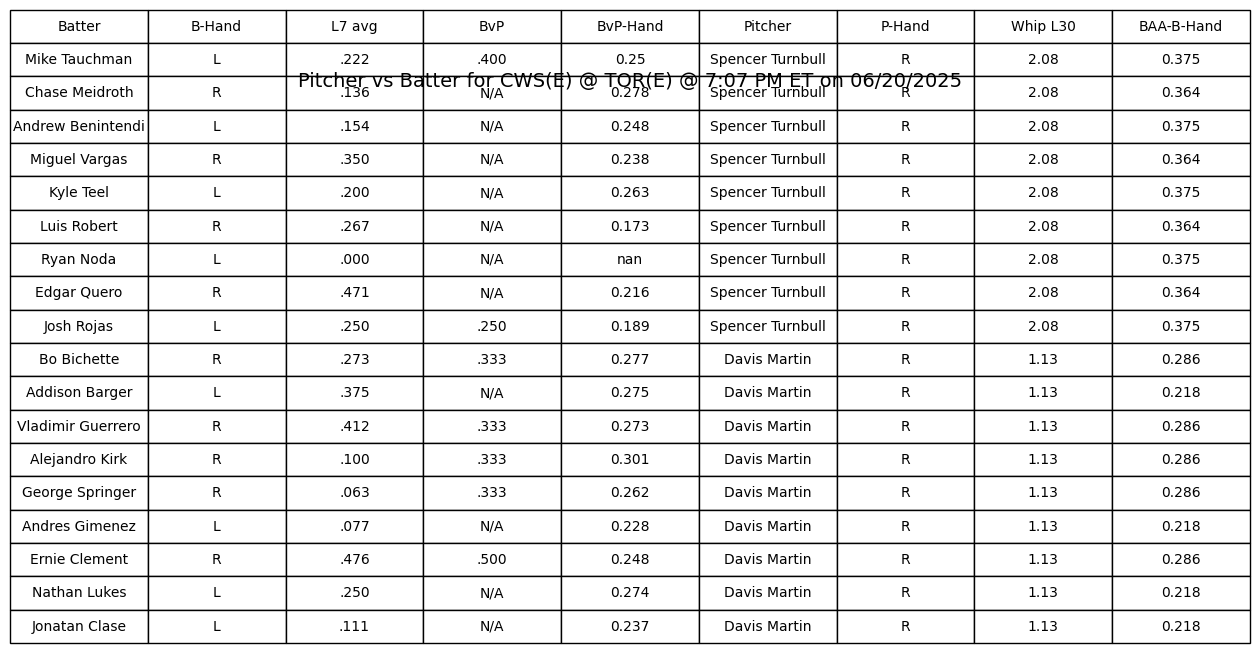 Batter B-Hand L7 avg BvP BvP-Hand Pitcher P-Hand Whip L30 BAA-B-Hand
Mike Tauchman L .222 .400 0.25 Spencer Turnbull R 2.08 0.375
Pitcher vs Batter for CWS(E) @ TOR(E) @ 7:07 PM ET on 06/20/2025
Chase Meidroth R .136 N/A 0.278 Spencer Turnbull R 2.08 0.364
Andrew Benintendi L .154 N/A 0.248 Spencer Turnbull R 2.08 0.375
Miguel Vargas R .350 N/A 0.238 Spencer Turnbull R 2.08 0.364
Kyle Teel L .200 N/A 0.263 Spencer Turnbull R 2.08 0.375
Luis Robert R .267 N/A 0.173 Spencer Turnbull R 2.08 0.364
Ryan Noda L .000 N/A nan Spencer Turnbull R 2.08 0.375
Edgar Quero R .471 N/A 0.216 Spencer Turnbull R 2.08 0.364
Josh Rojas L .250 .250 0.189 Spencer Turnbull R 2.08 0.375
Bo Bichette R .273 .333 0.277 Davis Martin R 1.13 0.286
Addison Barger L .375 N/A 0.275 Davis Martin R 1.13 0.218
Vladimir Guerrero R .412 .333 0.273 Davis Martin R 1.13 0.286
Alejandro Kirk R .100 .333 0.301 Davis Martin R 1.13 0.286
George Springer R .063 .333 0.262 Davis Martin R 1.13 0.286
Andres Gimenez L .077 N/A 0.228 Davis Martin R 1.13 0.218
Ernie Clement R .476 .500 0.248 Davis Martin R 1.13 0.286
Nathan Lukes L .250 N/A 0.274 Davis Martin R 1.13 0.218
Jonatan Clase L .111 N/A 0.237 Davis Martin R 1.13 0.218